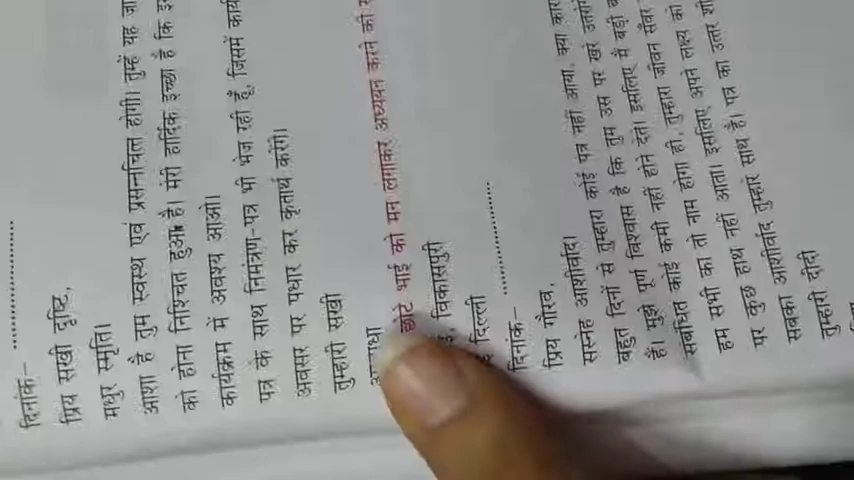 दिनांक– ....................
प्रिय सखी दृष्टि,
मधुर स्मृति।
आशा है तुम स्वस्थ एवं प्रसन्नचित्त होगी। तुम्हें यह
को होना निश्चित हुआ है। मेरी हार्दिक इच्छा है कि
कार्यक्रम में अवश्य आओ।
पत्र के साथ निमंत्रण-पत्र भी भेज रही हूँ, जिसमें
अवसर पर पधार कर कृतार्थ करेंगी।
तुम्हारी सखी
छोटे भाई को मन लगाकर अध्ययन करने की
विकासपुरी
दिल्ली
दिनांक– ....................
प्रिय गौरव,
सस्नेह आशीर्वाद।
बहुत दिनों से तुम्हारा कोई पत्र नहीं आया, क्या
है। मुझे पूर्ण विश्वास है कि तुम उस पर खरे
संबंधित कोई कमी नहीं होने देता। इसलिए मैं बड़ी
हम सभी का तो नाम होगा ही, तुम्हारा जीवन सँवर
पर कुछ हाथ नहीं आता। इसलिए अपने लक्ष्य को
सबका आशीर्वाद तुम्हारे साथ है। पत्र का उत्तर
तुम्हारी दीदी